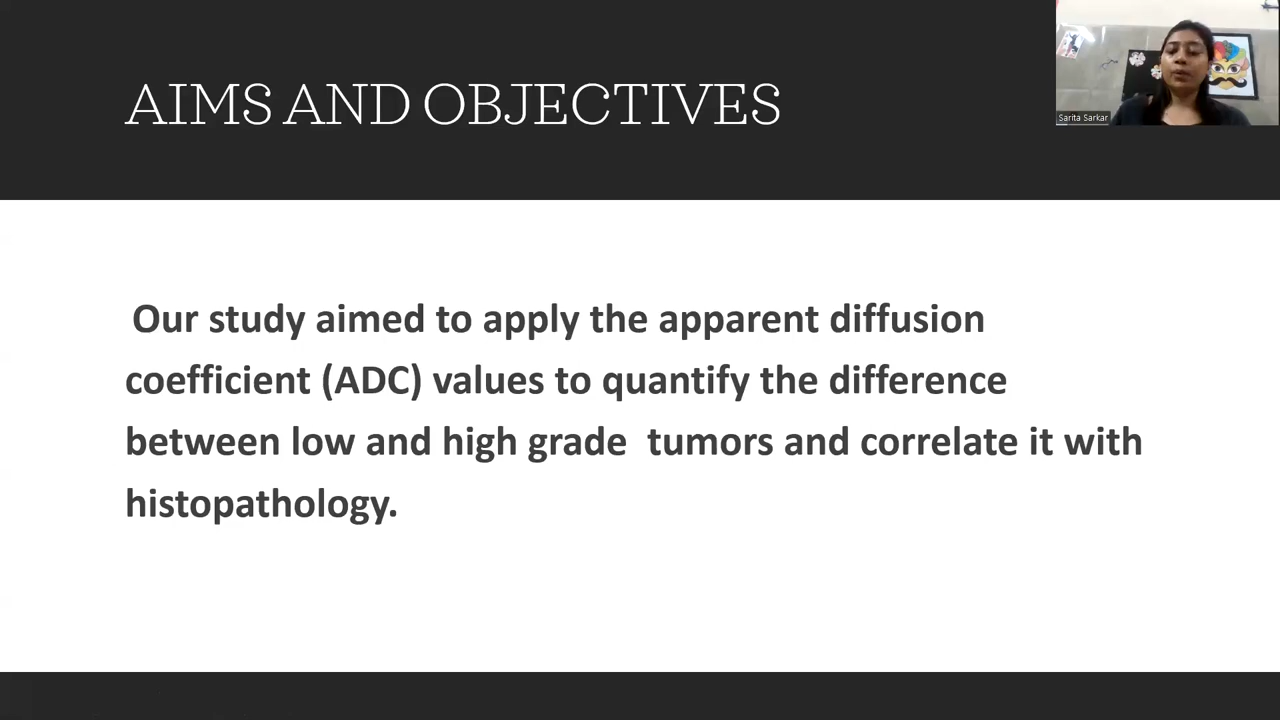 AIMS AND OBJECTIVES
Sarita Sarkar
Our study aimed to apply the apparent diffusion
coefficient (ADC) values to quantify the difference
between low and high grade  tumors and correlate it with
histopathology.